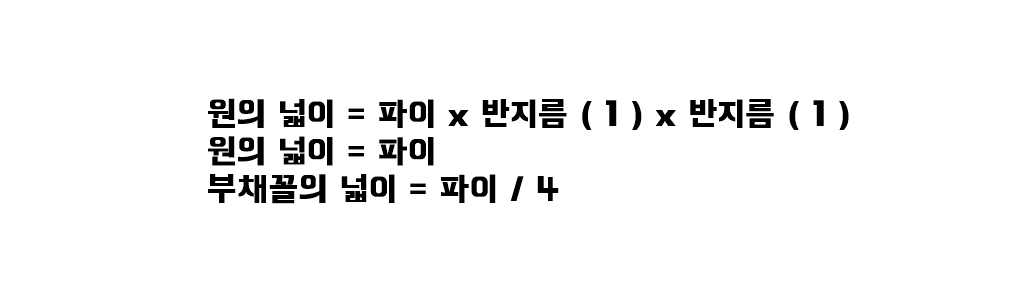 원의 넓이 = 파이 x 반지름 ( 1 ) x 반지름 ( 1 )
원의 넓이 = 파이
부채꼴의 넓이 = 파이 / 4